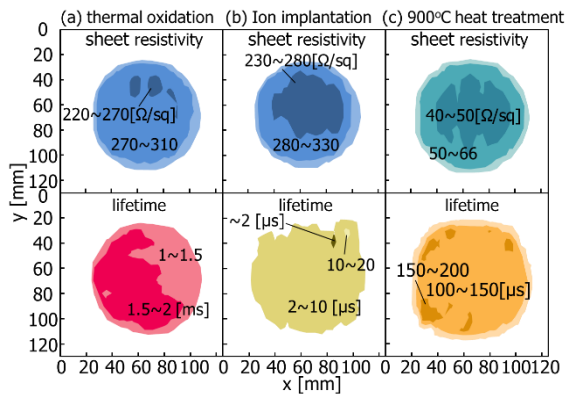 (a) thermal oxidation (b) Ion implantation (c) 900°C heat treatment
0
20
40
60
80
100
120
sheet resistivity
220~270[Ω/sq]
270~310
sheet resistivity
230~280[Ω/sq]
280~330
sheet resistivity
40~50[Ω/sq]
50~66
y [mm]
0
20
40
60
80
100
120
lifetime
1~1.5
1.5~2 [ms]
lifetime
~2 [μs]
10~20
2~10 [μs]
lifetime
150~200
100~150[μs]
0 20 40 60 80 100 0 20 40 60 80 100 0 20 40 60 80 100 120
x [mm]